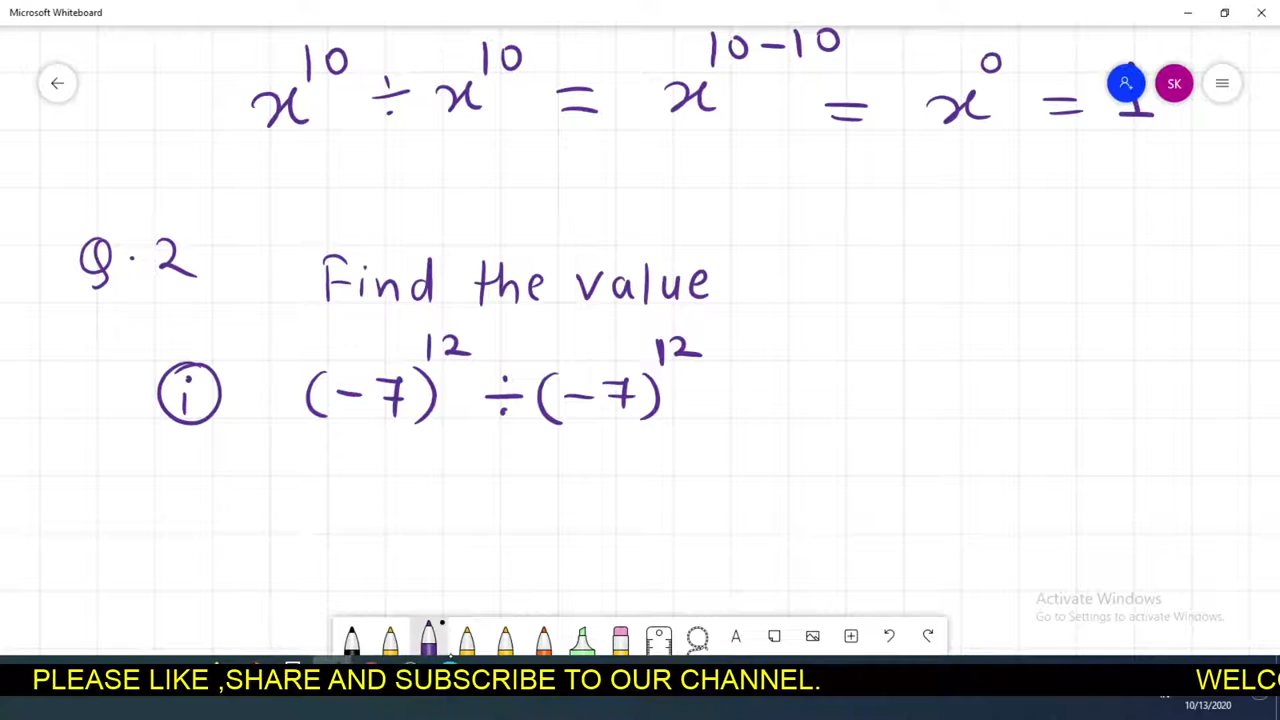 Microsoft Whiteboard
x^10 ÷ x^10 = x^10-10 = x^0 = 1
SK
Q.2 Find the value
(i) (-7)^12 ÷ (-7)^12
Activate Windows
Go to Settings to activate Windows.
A
PLEASE LIKE ,SHARE AND SUBSCRIBE TO OUR CHANNEL. WELCO
10/13/2020